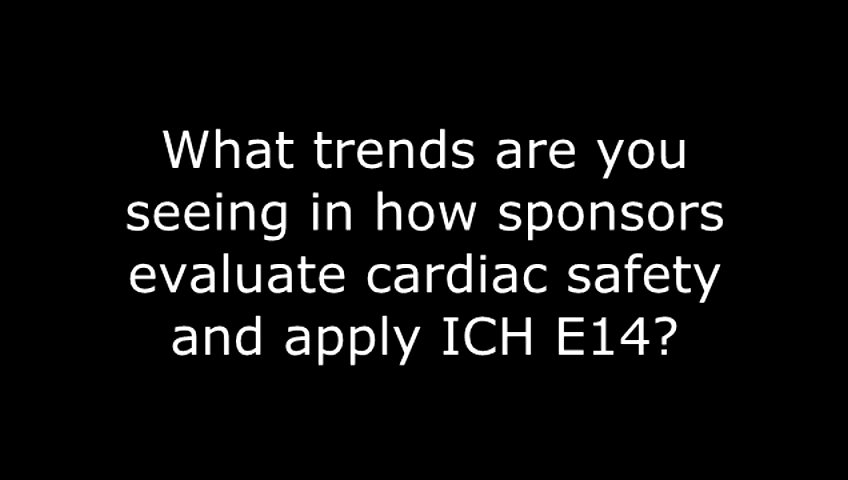 What trends are you
seeing in how sponsors
evaluate cardiac safety
and apply ICH E14?